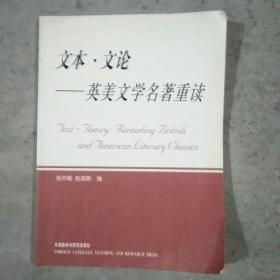 文本·文论
——英美文学名著重读
Text·Theory: Rereading British
and American Literary Classics
张中载 赵国新 编
外语教学与研究出版社
FOREIGN LANGUAGE TEACHING AND RESEARCH PRESS